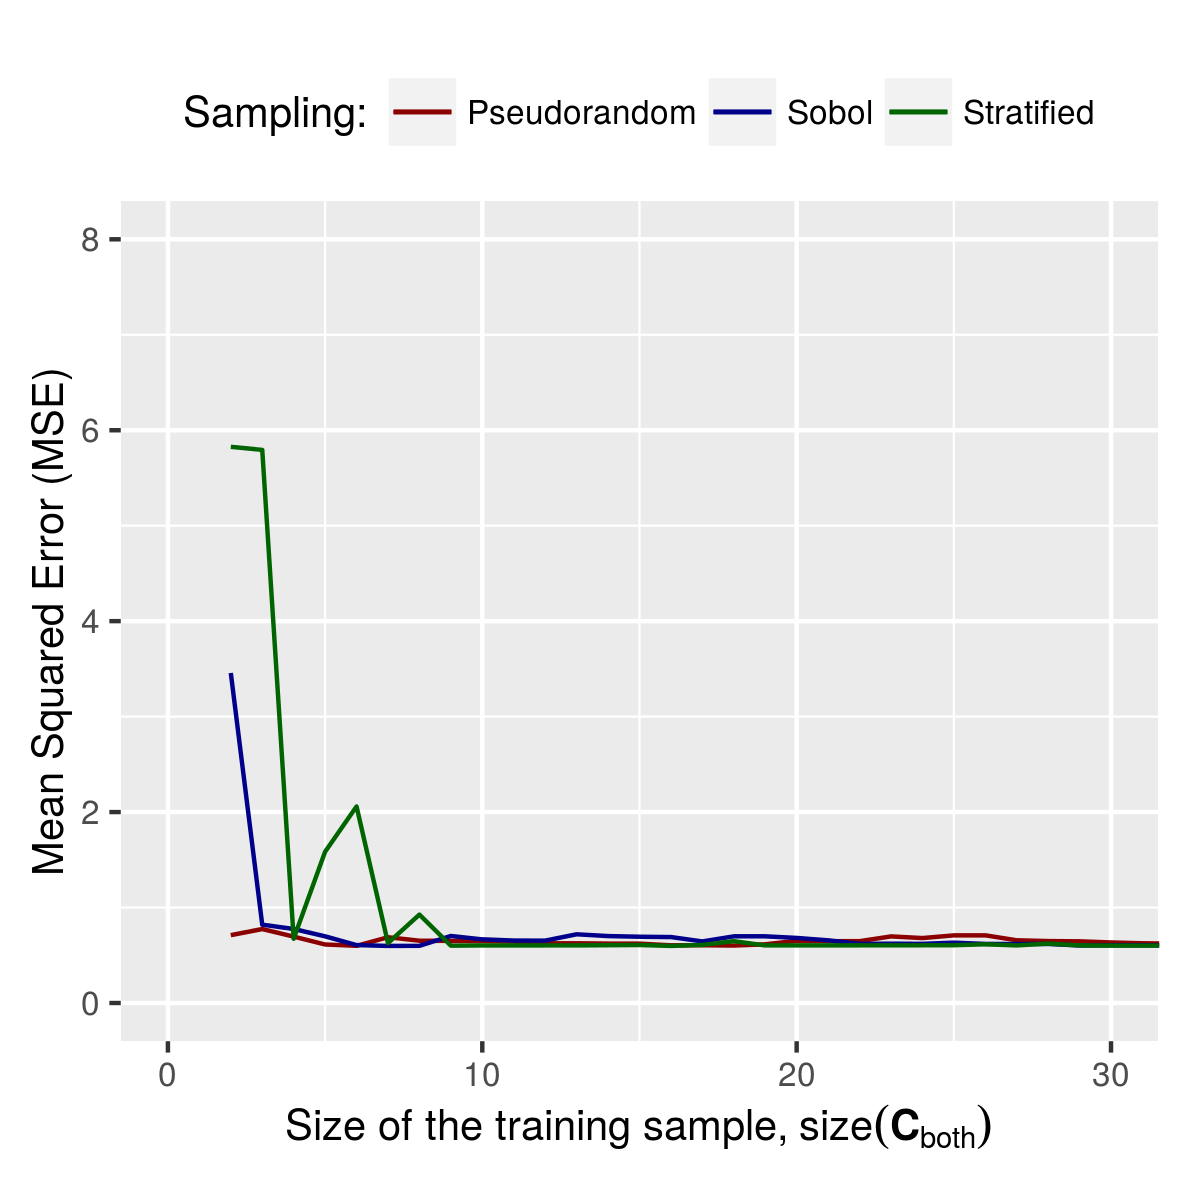 Sampling: Pseudorandom Sobol Stratified
8
6
4
2
0
Mean Squared Error (MSE)
0 10 20 30
Size of the training sample, size(C_both)